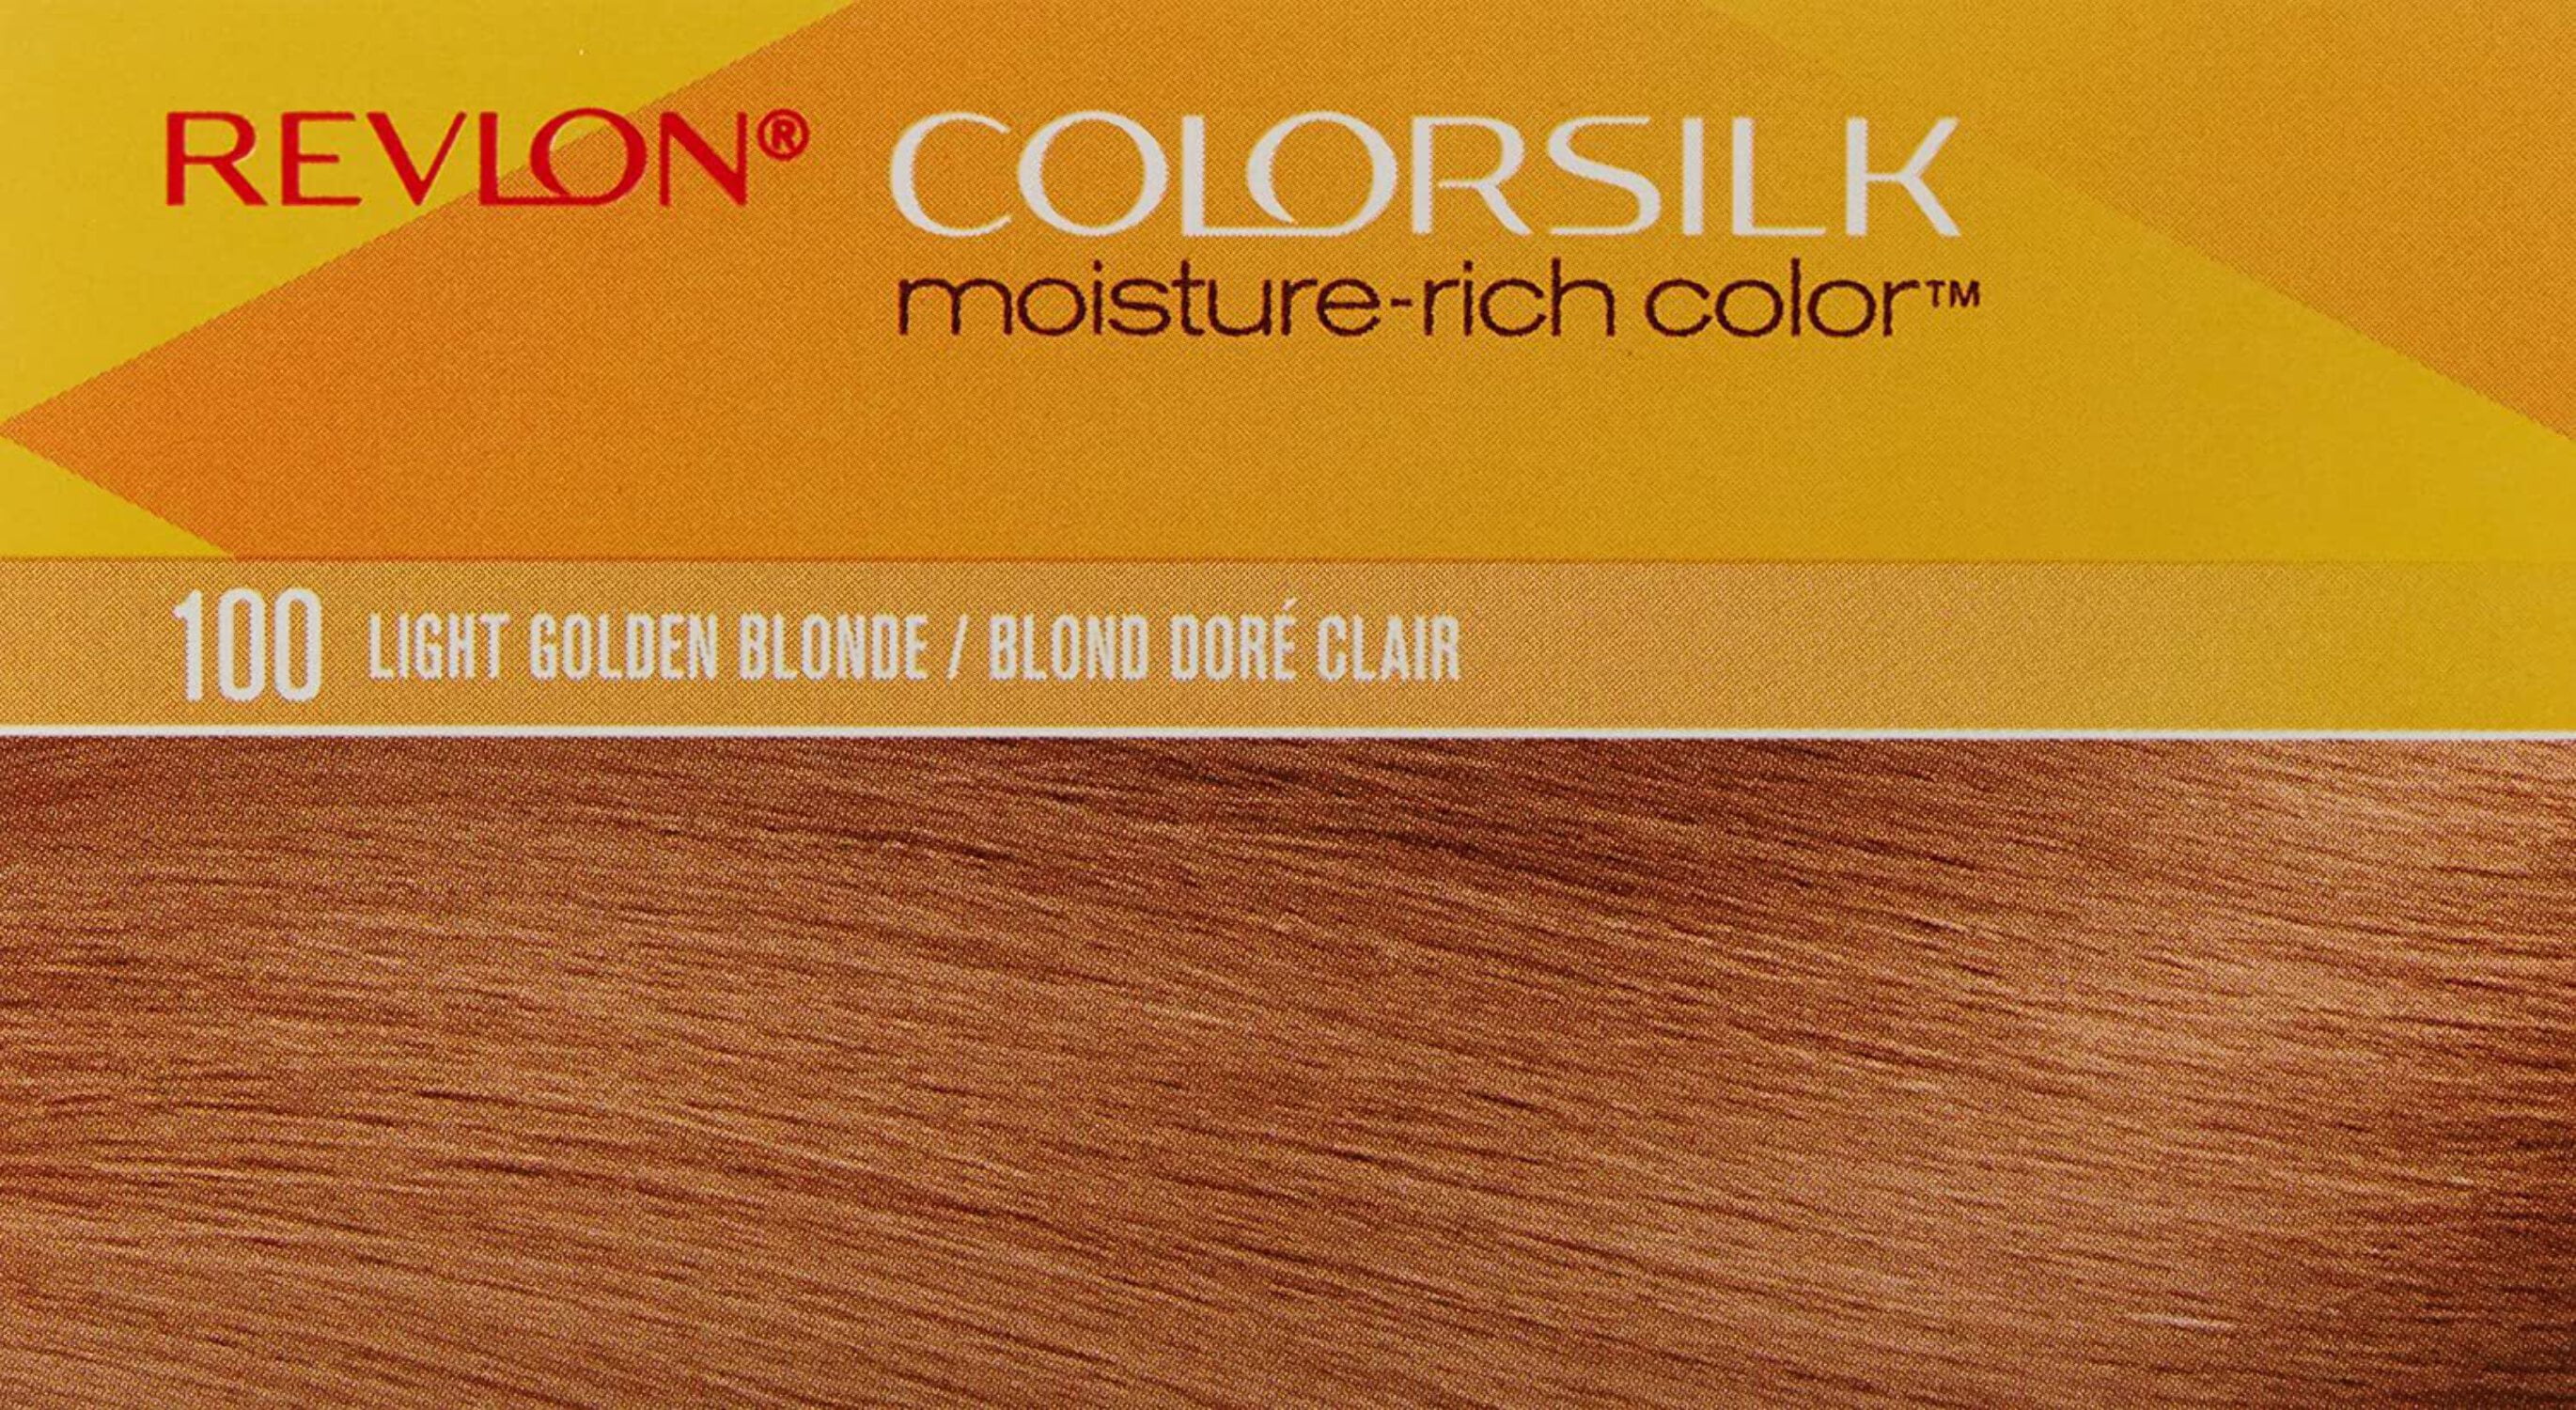 REVLON® COLORSILK
moisture-rich color™
100 LIGHT GOLDEN BLONDE / BLOND DORÉ CLAIR